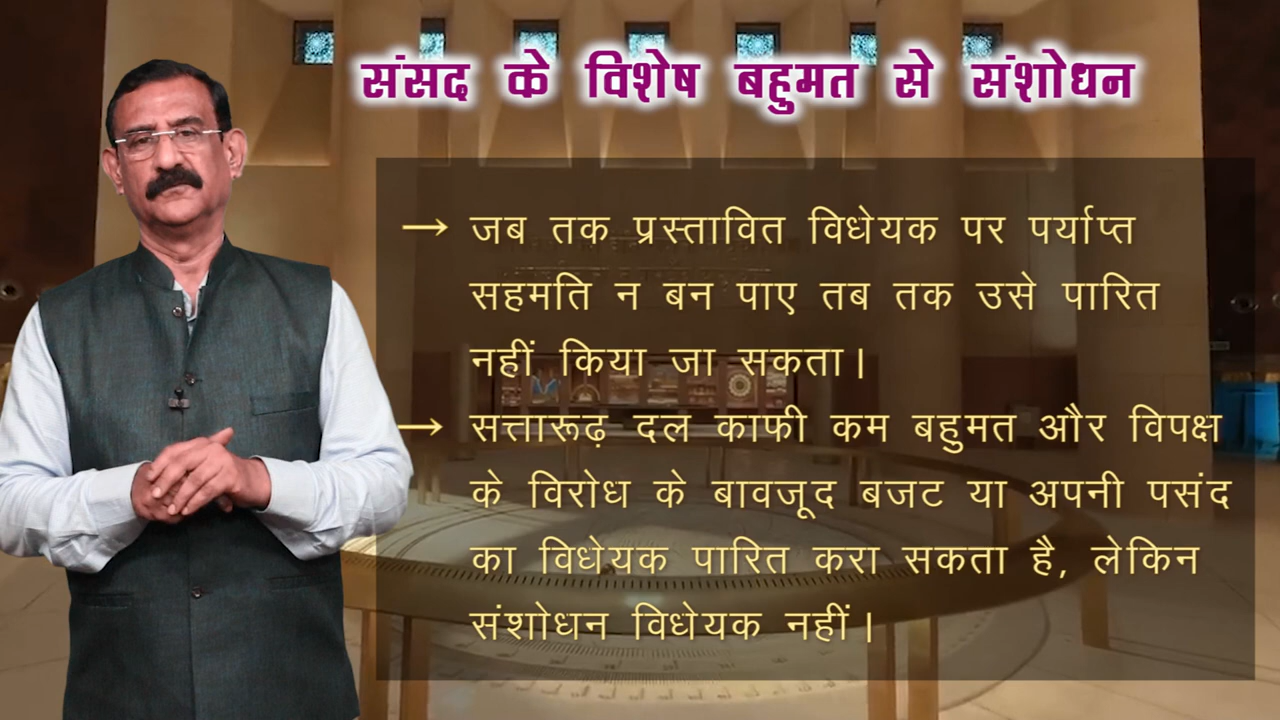 संसद के विशेष बहुमत से संशोधन
→ जब तक प्रस्तावित विधेयक पर पर्याप्त
सहमति न बन पाए तब तक उसे पारित
नहीं किया जा सकता।
→ सत्तारूढ़ दल काफी कम बहुमत और विपक्ष
के विरोध के बावजूद बजट या अपनी पसंद
का विधेयक पारित करा सकता है, लेकिन
संशोधन विधेयक नहीं।